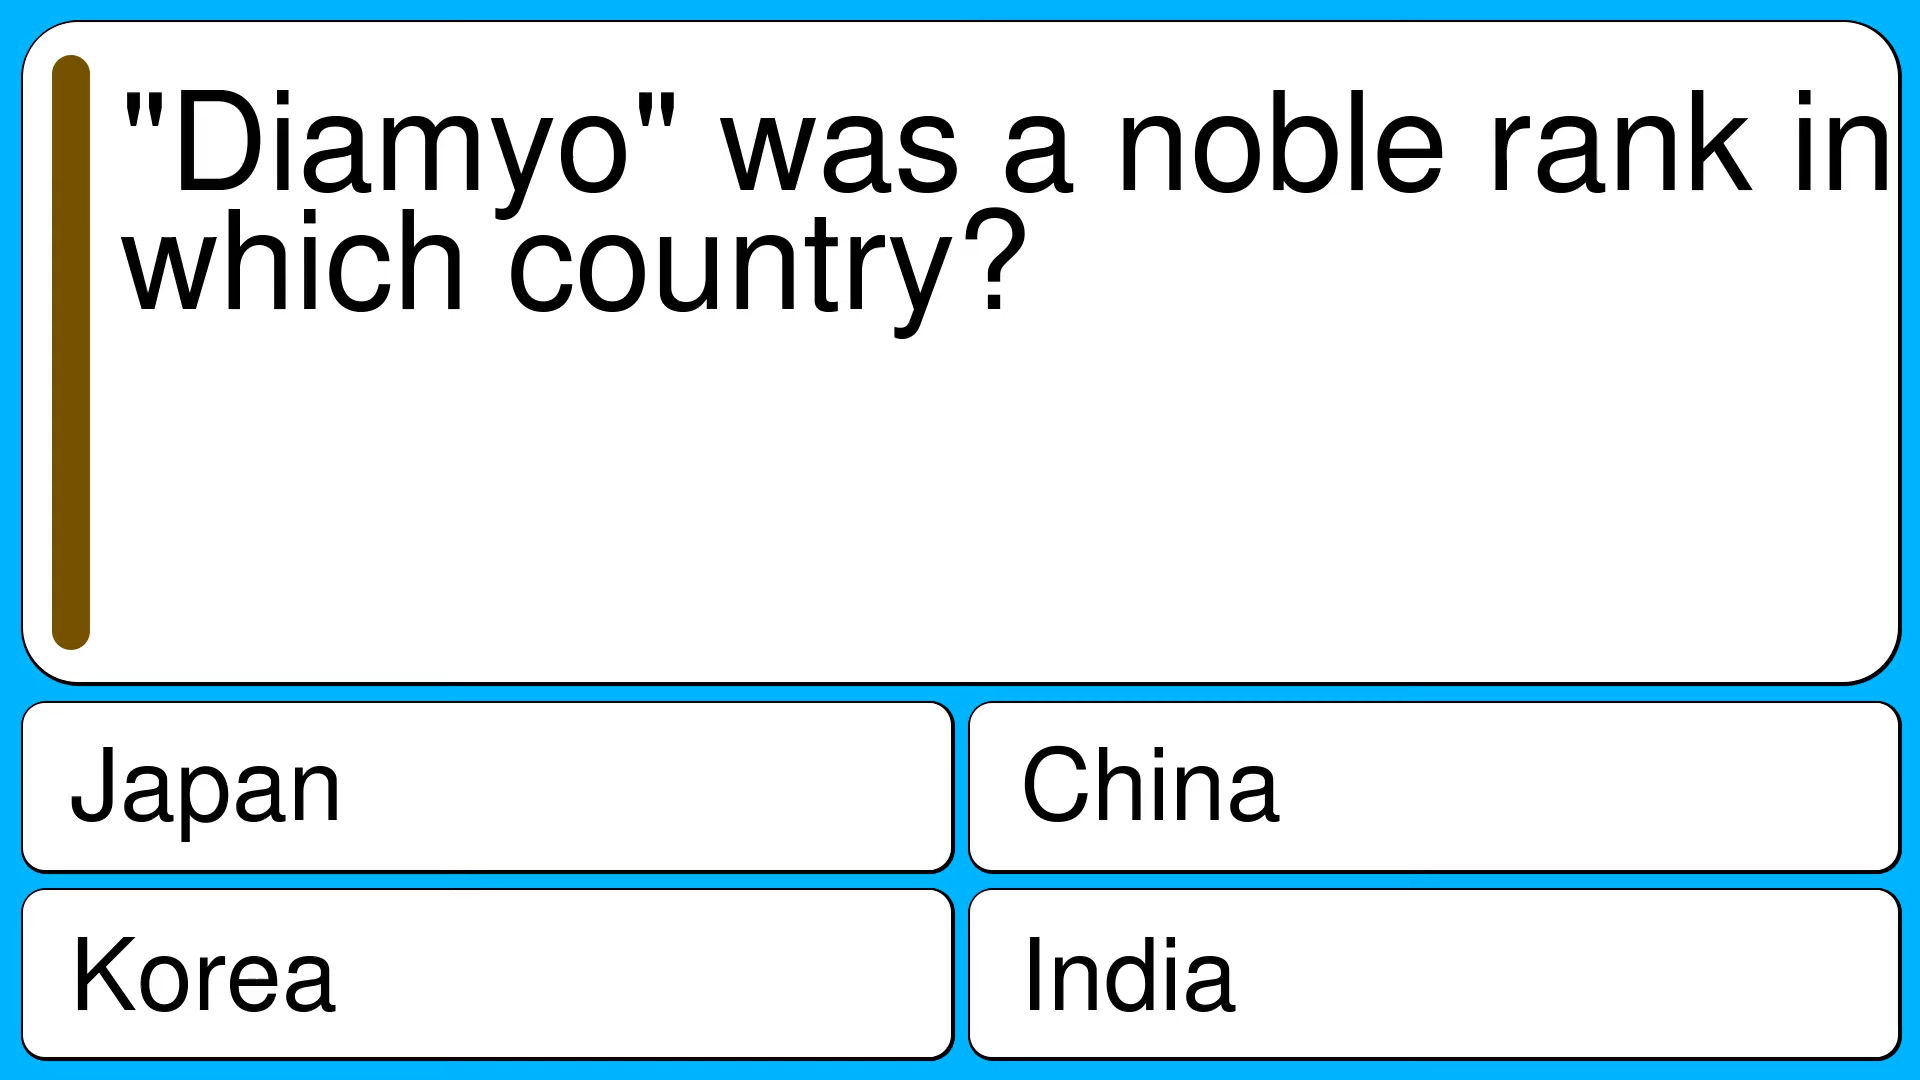 "Diamyo" was a noble rank in
which country?
Japan
China
Korea
India